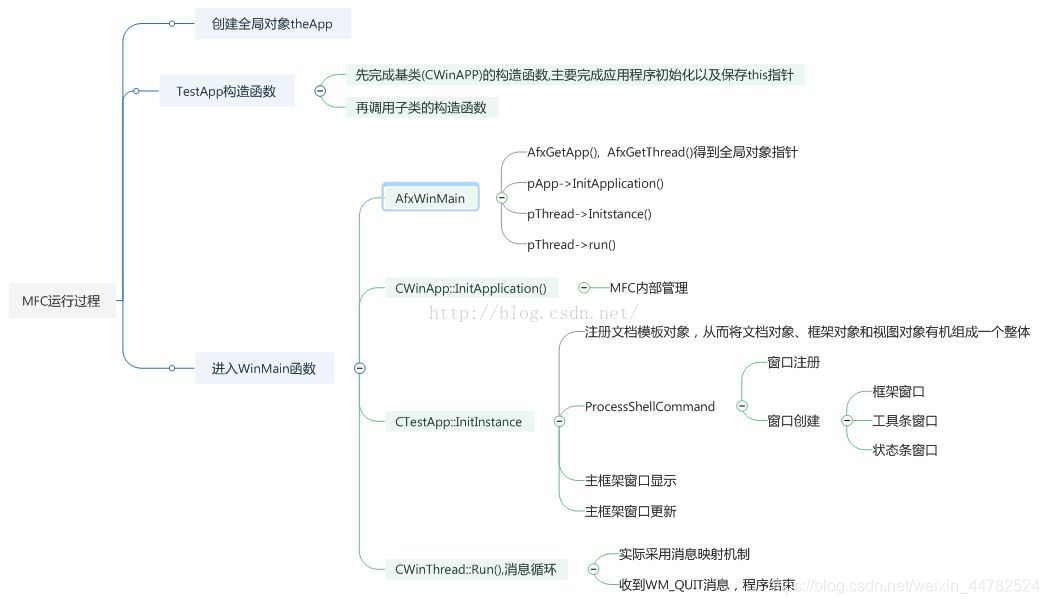 创建全局对象theApp
TestApp构造函数
先完成基类(CWinAPP)的构造函数,主要完成应用程序初始化以及保存this指针
再调用子类的构造函数
MFC运行过程
进入WinMain函数
AfxWinMain
AfxGetApp(), AfxGetThread()得到全局对象指针
pApp->InitApplication()
pThread->Initstance()
pThread->run()
CWinApp::InitApplication()
MFC内部管理
http://blog.csdn.net/
CTestApp::InitInstance
注册文档模板对象，从而将文档对象、框架对象和视图对象有机组成一个整体
ProcessShellCommand
窗口注册
窗口创建
框架窗口
工具条窗口
状态条窗口
主框架窗口显示
主框架窗口更新
CWinThread::Run(),消息循环
实际采用消息映射机制
收到WM_QUIT消息，程序结束
https://blog.csdn.net/weixin_44782524